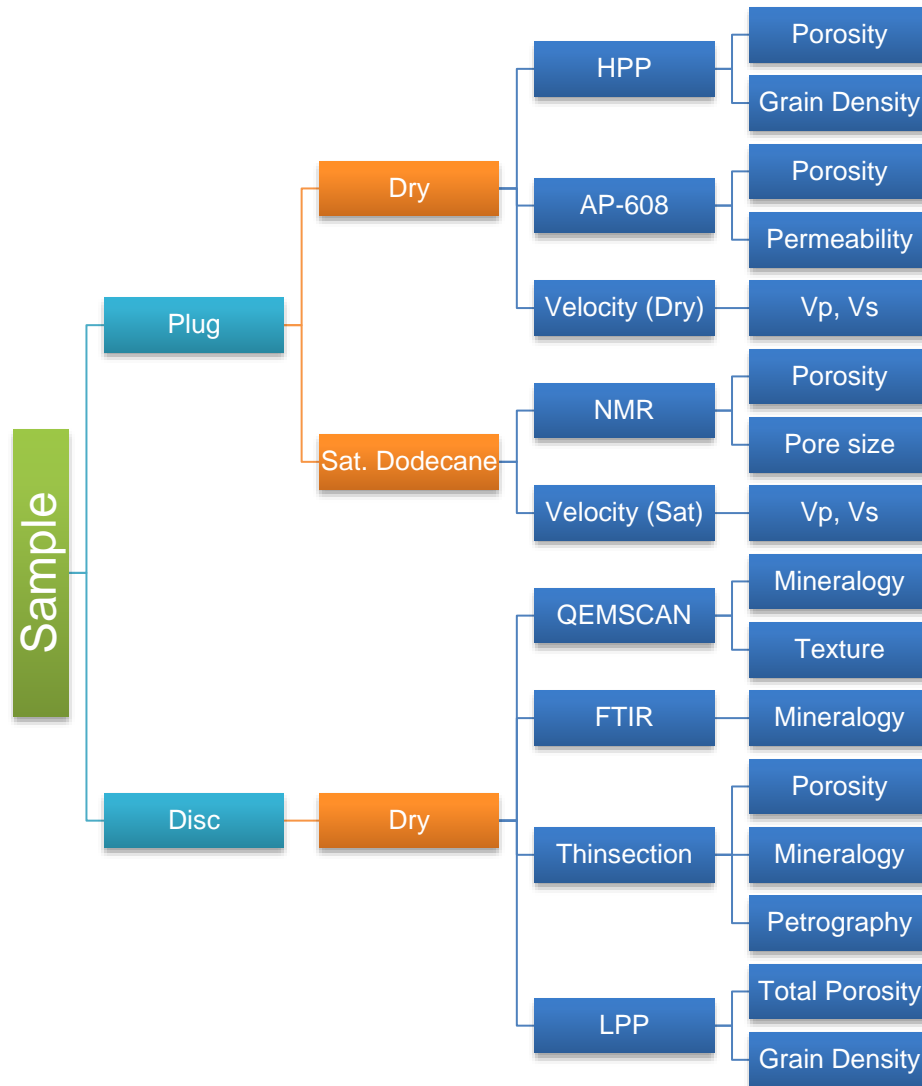 Sample
Plug
Dry
HPP
Porosity
Grain Density
AP-608
Porosity
Permeability
Velocity (Dry)
Vp, Vs
Sat. Dodecane
NMR
Porosity
Pore size
Velocity (Sat)
Vp, Vs
Disc
Dry
QEMSCAN
Mineralogy
Texture
FTIR
Mineralogy
Thinsection
Porosity
Mineralogy
Petrography
LPP
Total Porosity
Grain Density